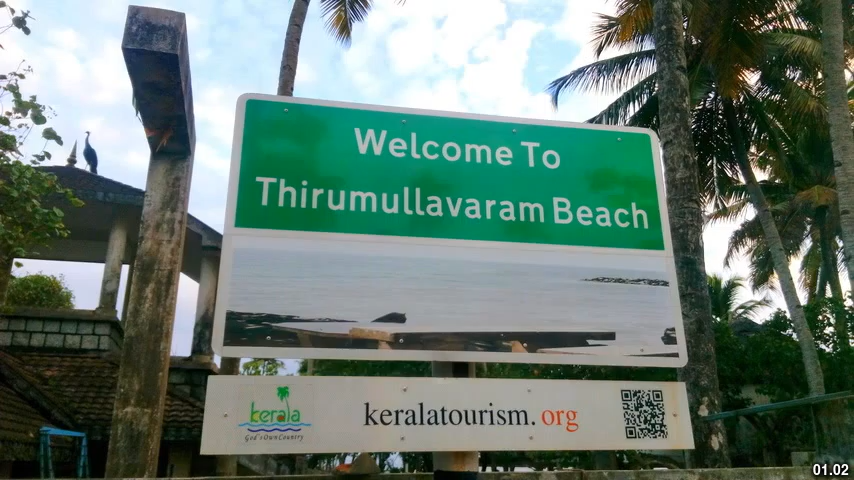 Welcome To
Thirumullavaram Beach
kerala
God's Own Country
keralatourism. org
01.02